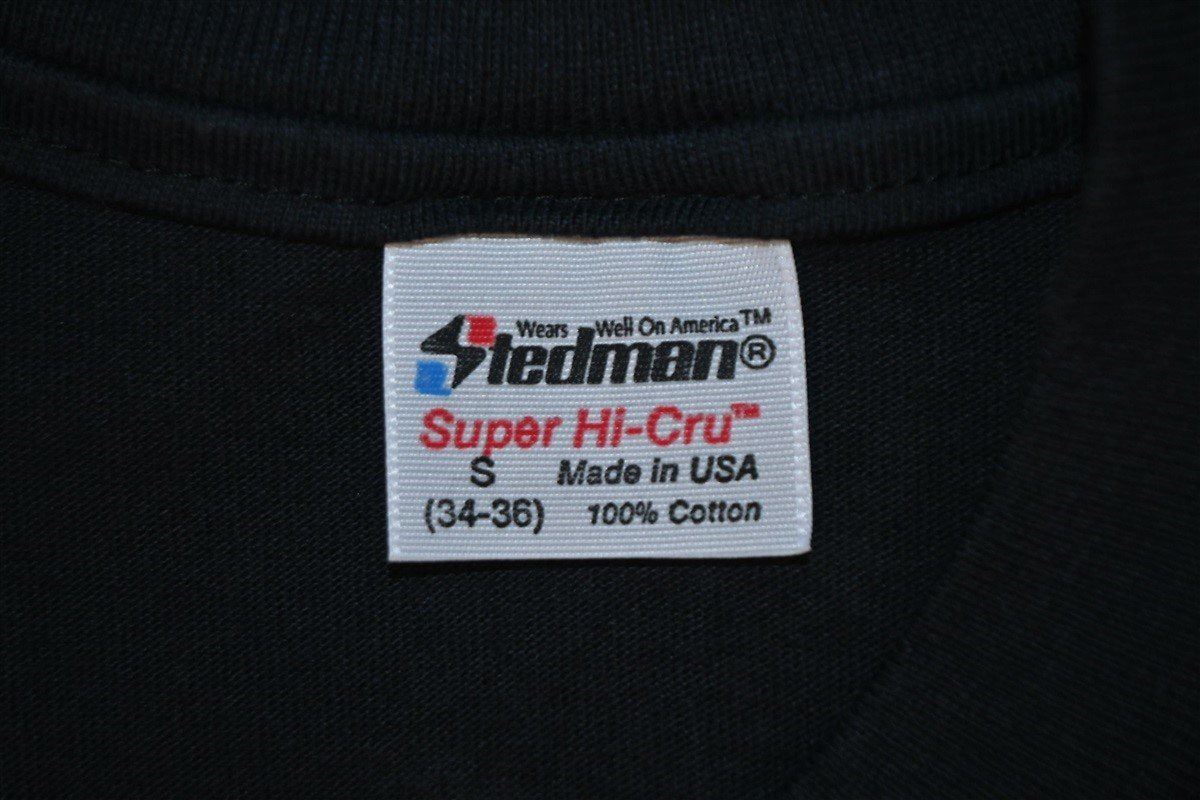 Wears Well On America™
Stedman®
Super Hi-Cru™
S Made in USA
(34-36) 100% Cotton